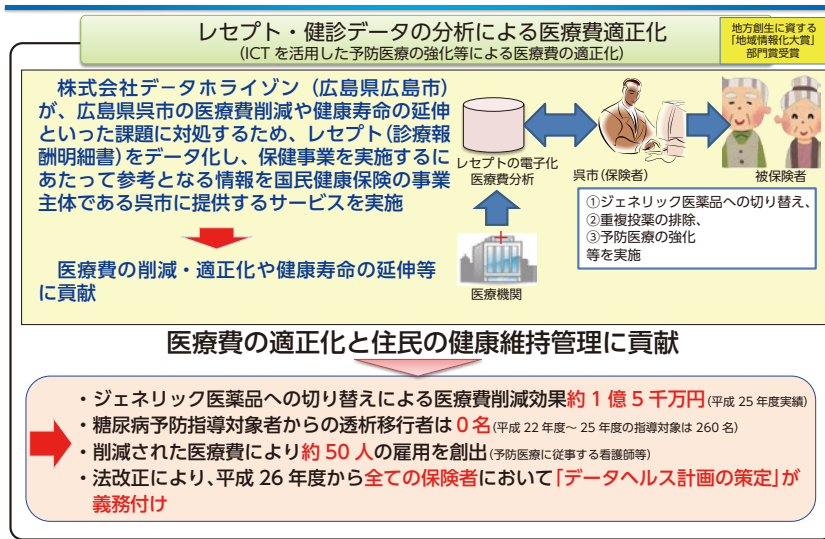 レセプト・健診データの分析による医療費適正化
(ICTを活用した予防医療の強化等による医療費の適正化)
地方創生に資する
「地域情報化大賞」
部門賞受賞
株式会社データホライゾン(広島県広島市)
が、広島県呉市の医療費削減や健康寿命の延伸
といった課題に対処するため、レセプト(診療報
酬明細書)をデータ化し、保健事業を実施するに
あたって参考となる情報を国民健康保険の事業
主体である呉市に提供するサービスを実施
医療費の削減・適正化や健康寿命の延伸等
に貢献
レセプトの電子化
医療費分析
呉市(保険者)
被保険者
医療機関
①ジェネリック医薬品への切り替え、
②重複投薬の排除、
③予防医療の強化
等を実施
医療費の適正化と住民の健康維持管理に貢献
・ジェネリック医薬品への切り替えによる医療費削減効果約1億5千万円(平成25年度実績)
・糖尿病予防指導対象者からの透析移行者は0名(平成22年度～25年度の指導対象は260名)
・削減された医療費により約50人の雇用を創出(予防医療に従事する看護師等)
・法改正により、平成26年度から全ての保険者において「データヘルス計画の策定」が
義務付け